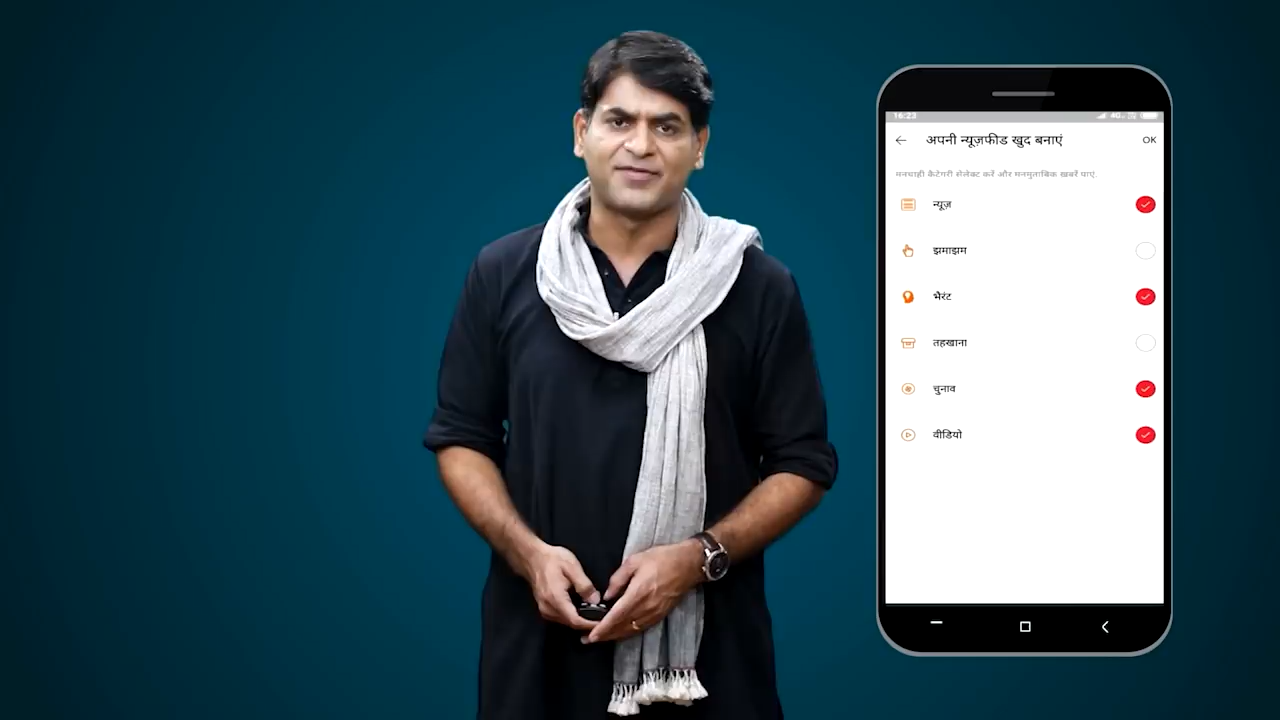 16:23
अपनी न्यूज़फीड खुद बनाएं OK
मनचाही कैटेगरी सेलेक्ट करें और मनमुताबिक खबरें पाएं.
न्यूज़
झमाझम
भैरंट
तहखाना
चुनाव
वीडियो